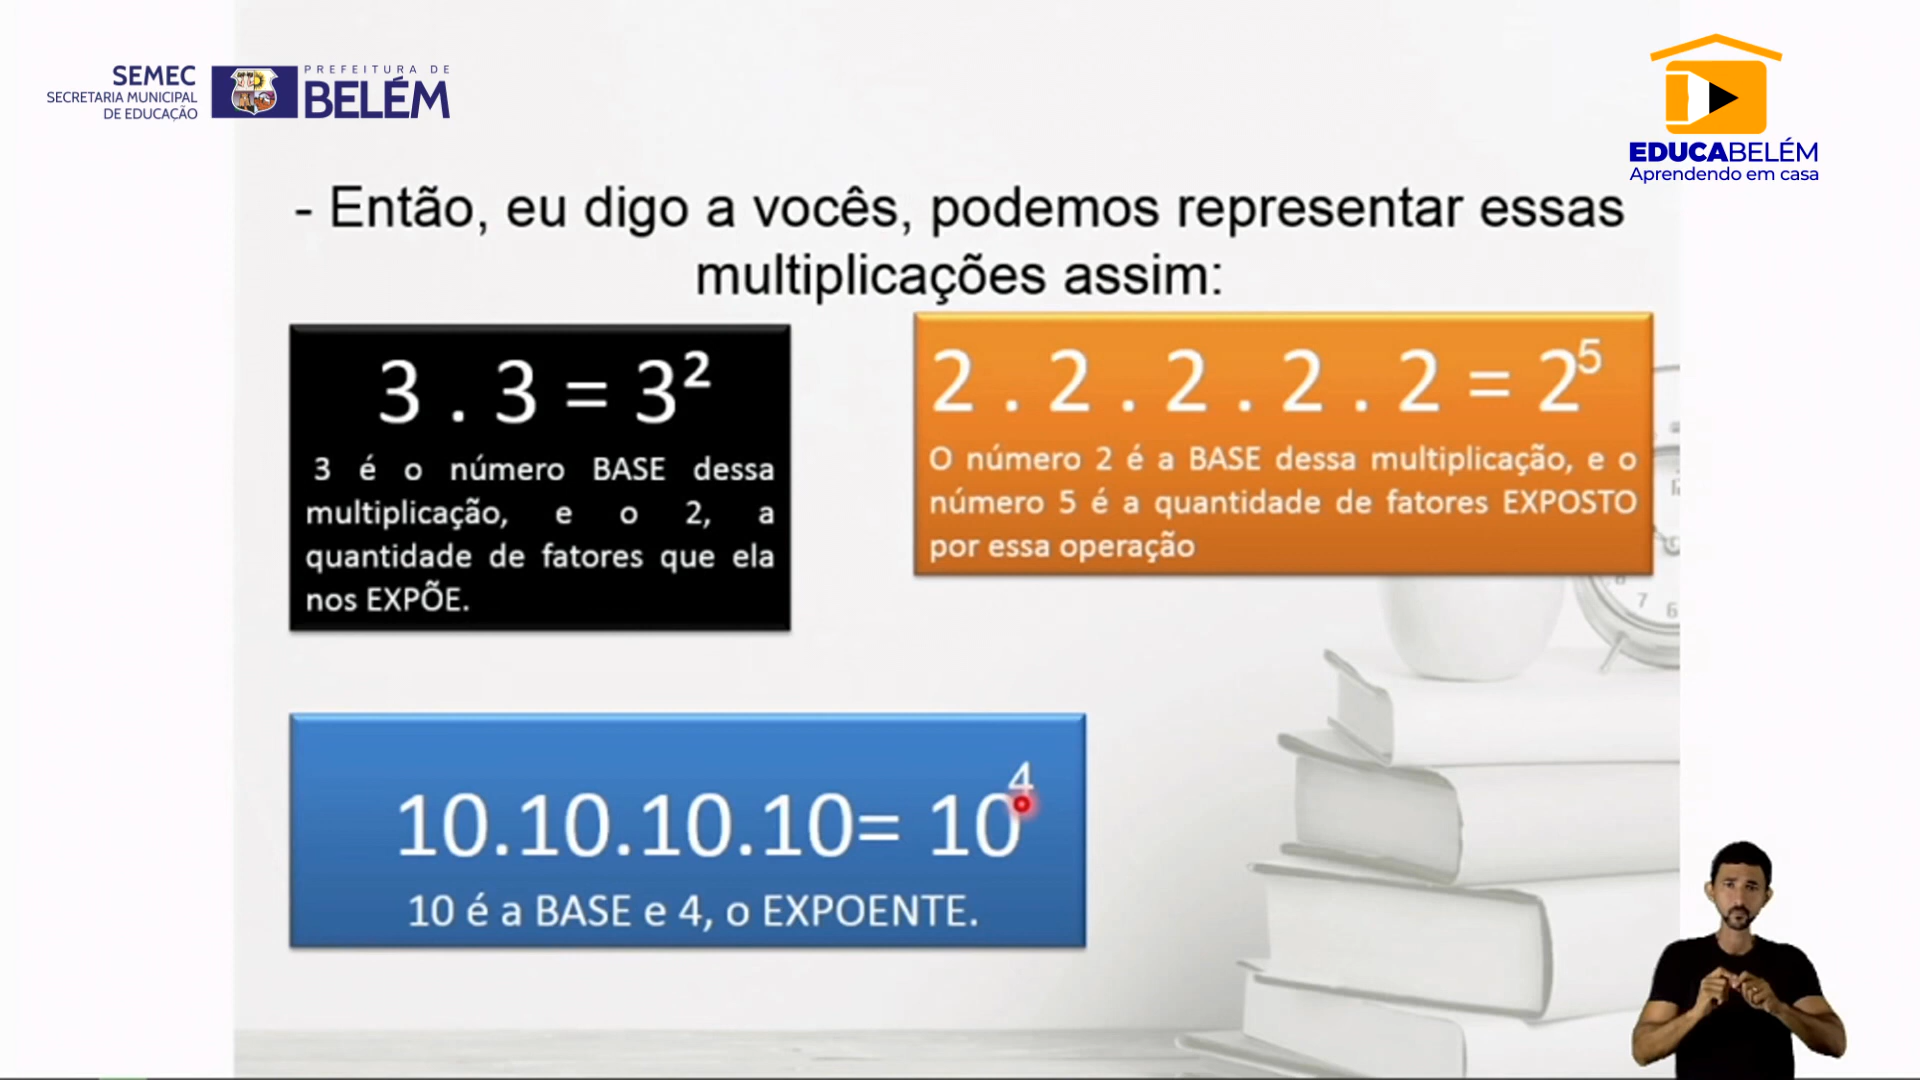 SEMEC
SECRETARIA MUNICIPAL
DE EDUCAÇÃO
PREFEITURA DE
BELÉM
EDUCABELÉM
Aprendendo em casa
- Então, eu digo a vocês, podemos representar essas
multiplicações assim:
3 . 3 = 3²
3 é o número BASE dessa
multiplicação, e o 2, a
quantidade de fatores que ela
nos EXPÕE.
2 . 2 . 2 . 2 . 2 = 2⁵
O número 2 é a BASE dessa multiplicação, e o
número 5 é a quantidade de fatores EXPOSTO
por essa operação
10.10.10.10= 10⁴
10 é a BASE e 4, o EXPOENTE.
7 6